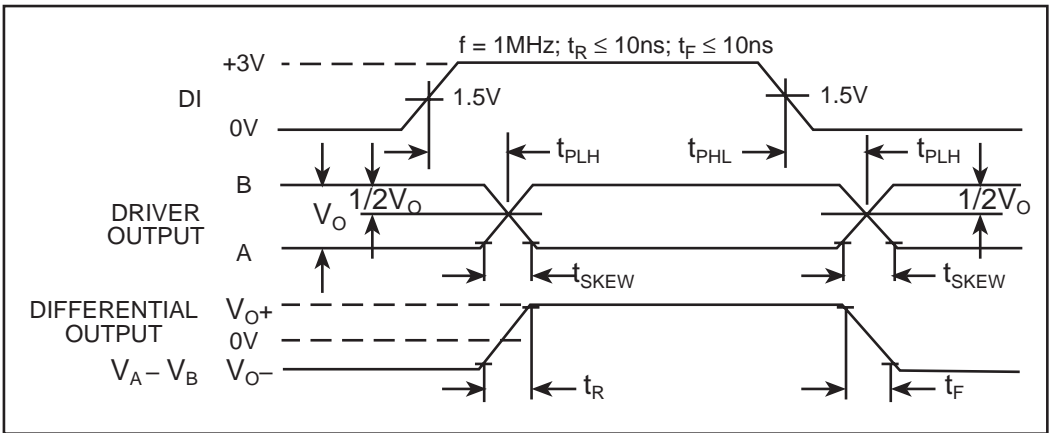 f = 1MHz; tR ≤ 10ns; tF ≤ 10ns
+3V
DI
1.5V
1.5V
0V
tPLH
tPHL
tPLH
B
1/2VO
1/2VO
DRIVER
OUTPUT
VO
A
tSKEW
tSKEW
DIFFERENTIAL
OUTPUT
VO+
0V
VA – VB
VO–
tR
tF